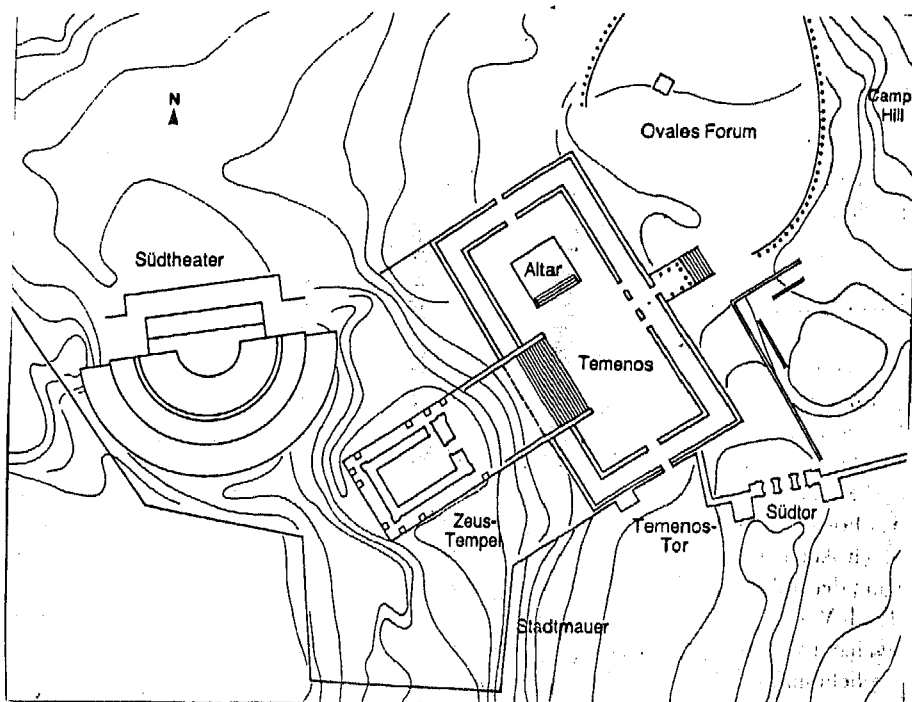 N
Camp
Hill
Ovales Forum
Südtheater
Altar
Temenos
Zeus-
Tempel
Temenos-
Tor
Südtor
Stadtmauer